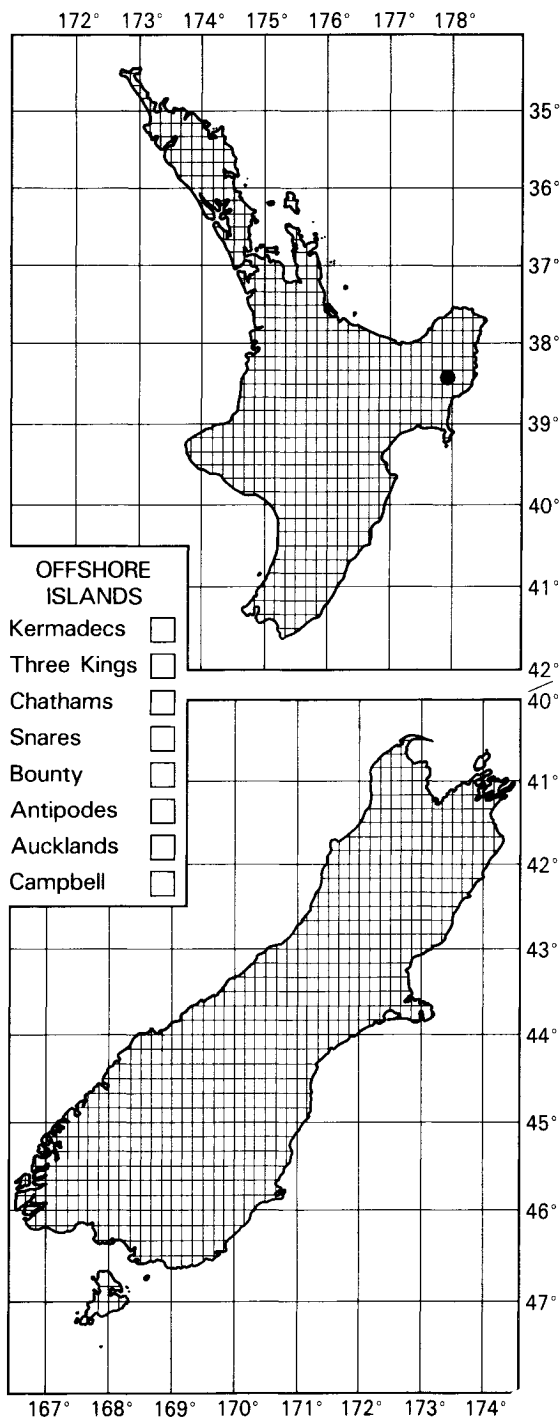 172° 173° 174° 175° 176° 177° 178°
35°
36°
37°
38°
39°
40°
41°
42°
OFFSHORE
ISLANDS
Kermadecs
Three Kings
Chathams
Snares
Bounty
Antipodes
Aucklands
Campbell
40°
41°
42°
43°
44°
45°
46°
47°
167° 168° 169° 170° 171° 172° 173° 174°